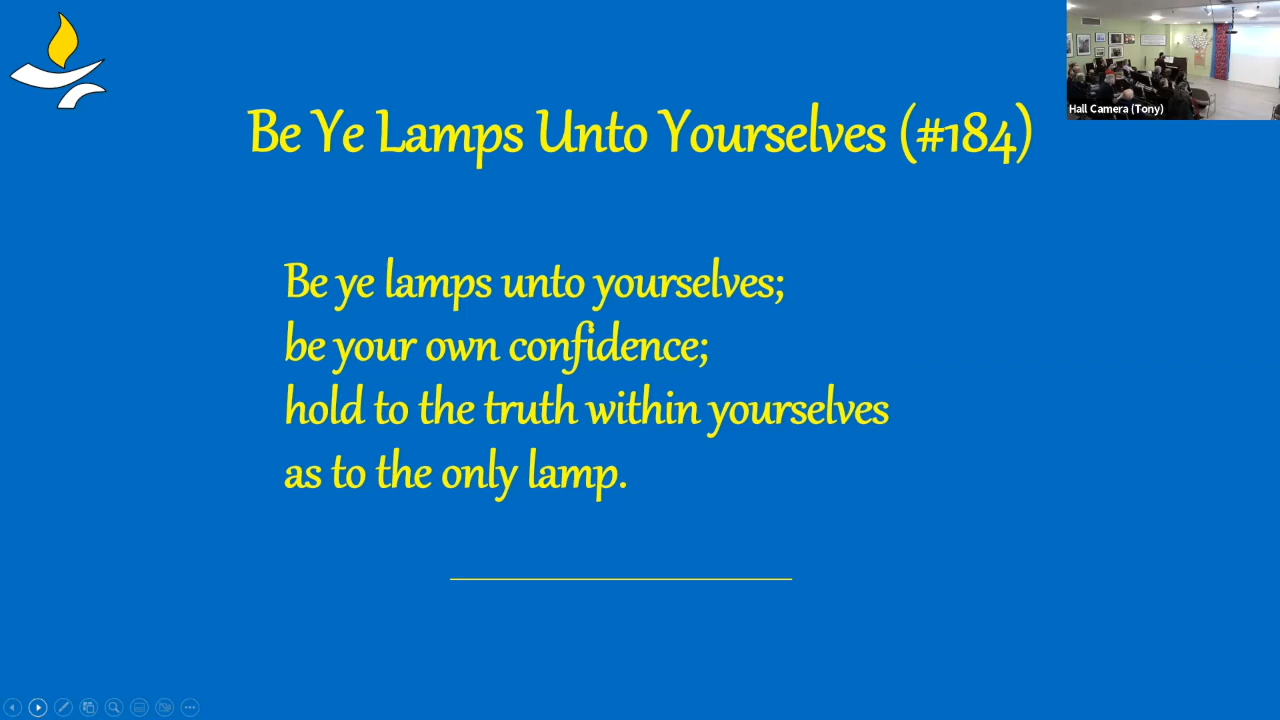 Be Ye Lamps Unto Yourselves (#184)
Hall Camera (Tony)
Be ye lamps unto yourselves;
be your own confidence;
hold to the truth within yourselves
as to the only lamp.